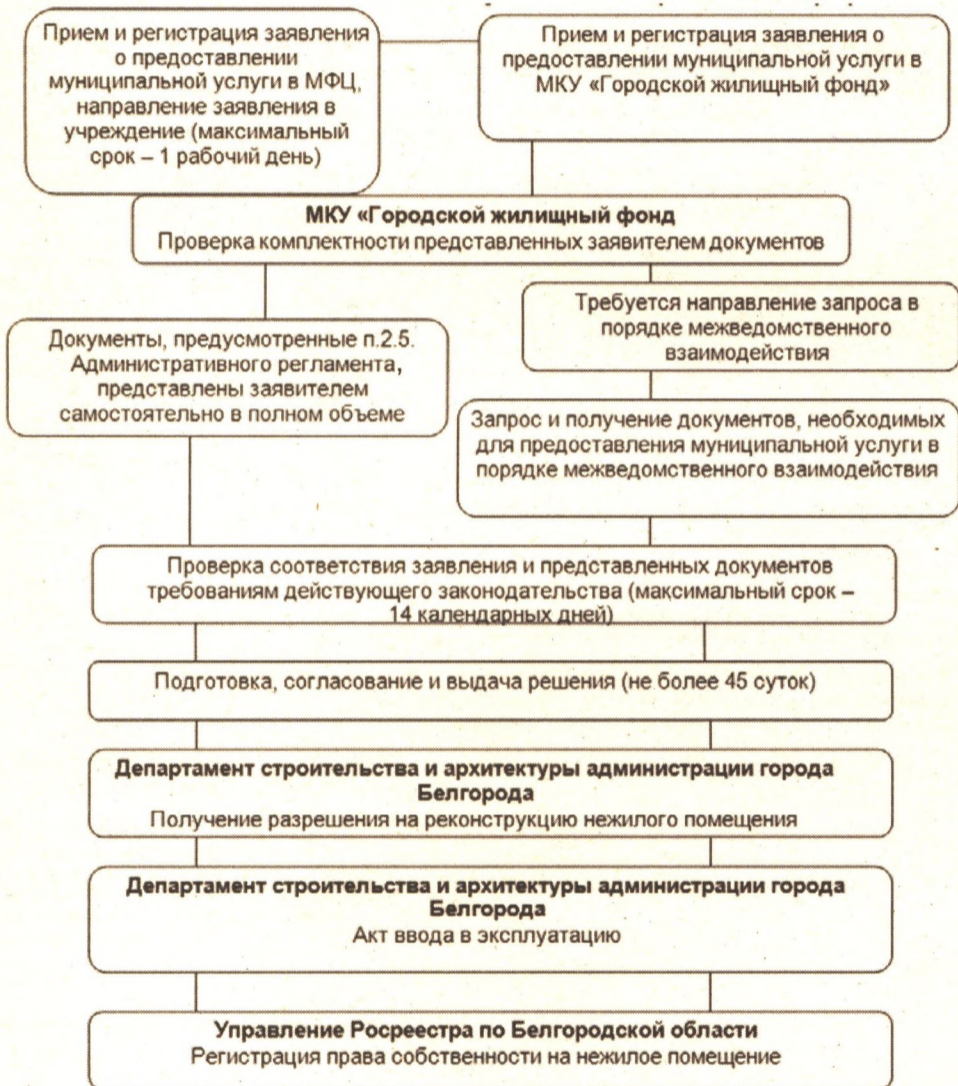 Прием и регистрация заявления
о предоставлении
муниципальной услуги в МФЦ,
направление заявления в
учреждение (максимальный
срок – 1 рабочий день)
Прием и регистрация заявления о
предоставлении муниципальной услуги в
МКУ «Городской жилищный фонд»
МКУ «Городской жилищный фонд
Проверка комплектности представленных заявителем документов
Документы, предусмотренные п.2.5.
Административного регламента,
представлены заявителем
самостоятельно в полном объеме
Требуется направление запроса в
порядке межведомственного
взаимодействия
Запрос и получение документов, необходимых
для предоставления муниципальной услуги в
порядке межведомственного взаимодействия
Проверка соответствия заявления и представленных документов
требованиям действующего законодательства (максимальный срок –
14 календарных дней)
Подготовка, согласование и выдача решения (не более 45 суток)
Департамент строительства и архитектуры администрации города
Белгорода
Получение разрешения на реконструкцию нежилого помещения
Департамент строительства и архитектуры администрации города
Белгорода
Акт ввода в эксплуатацию
Управление Росреестра по Белгородской области
Регистрация права собственности на нежилое помещение